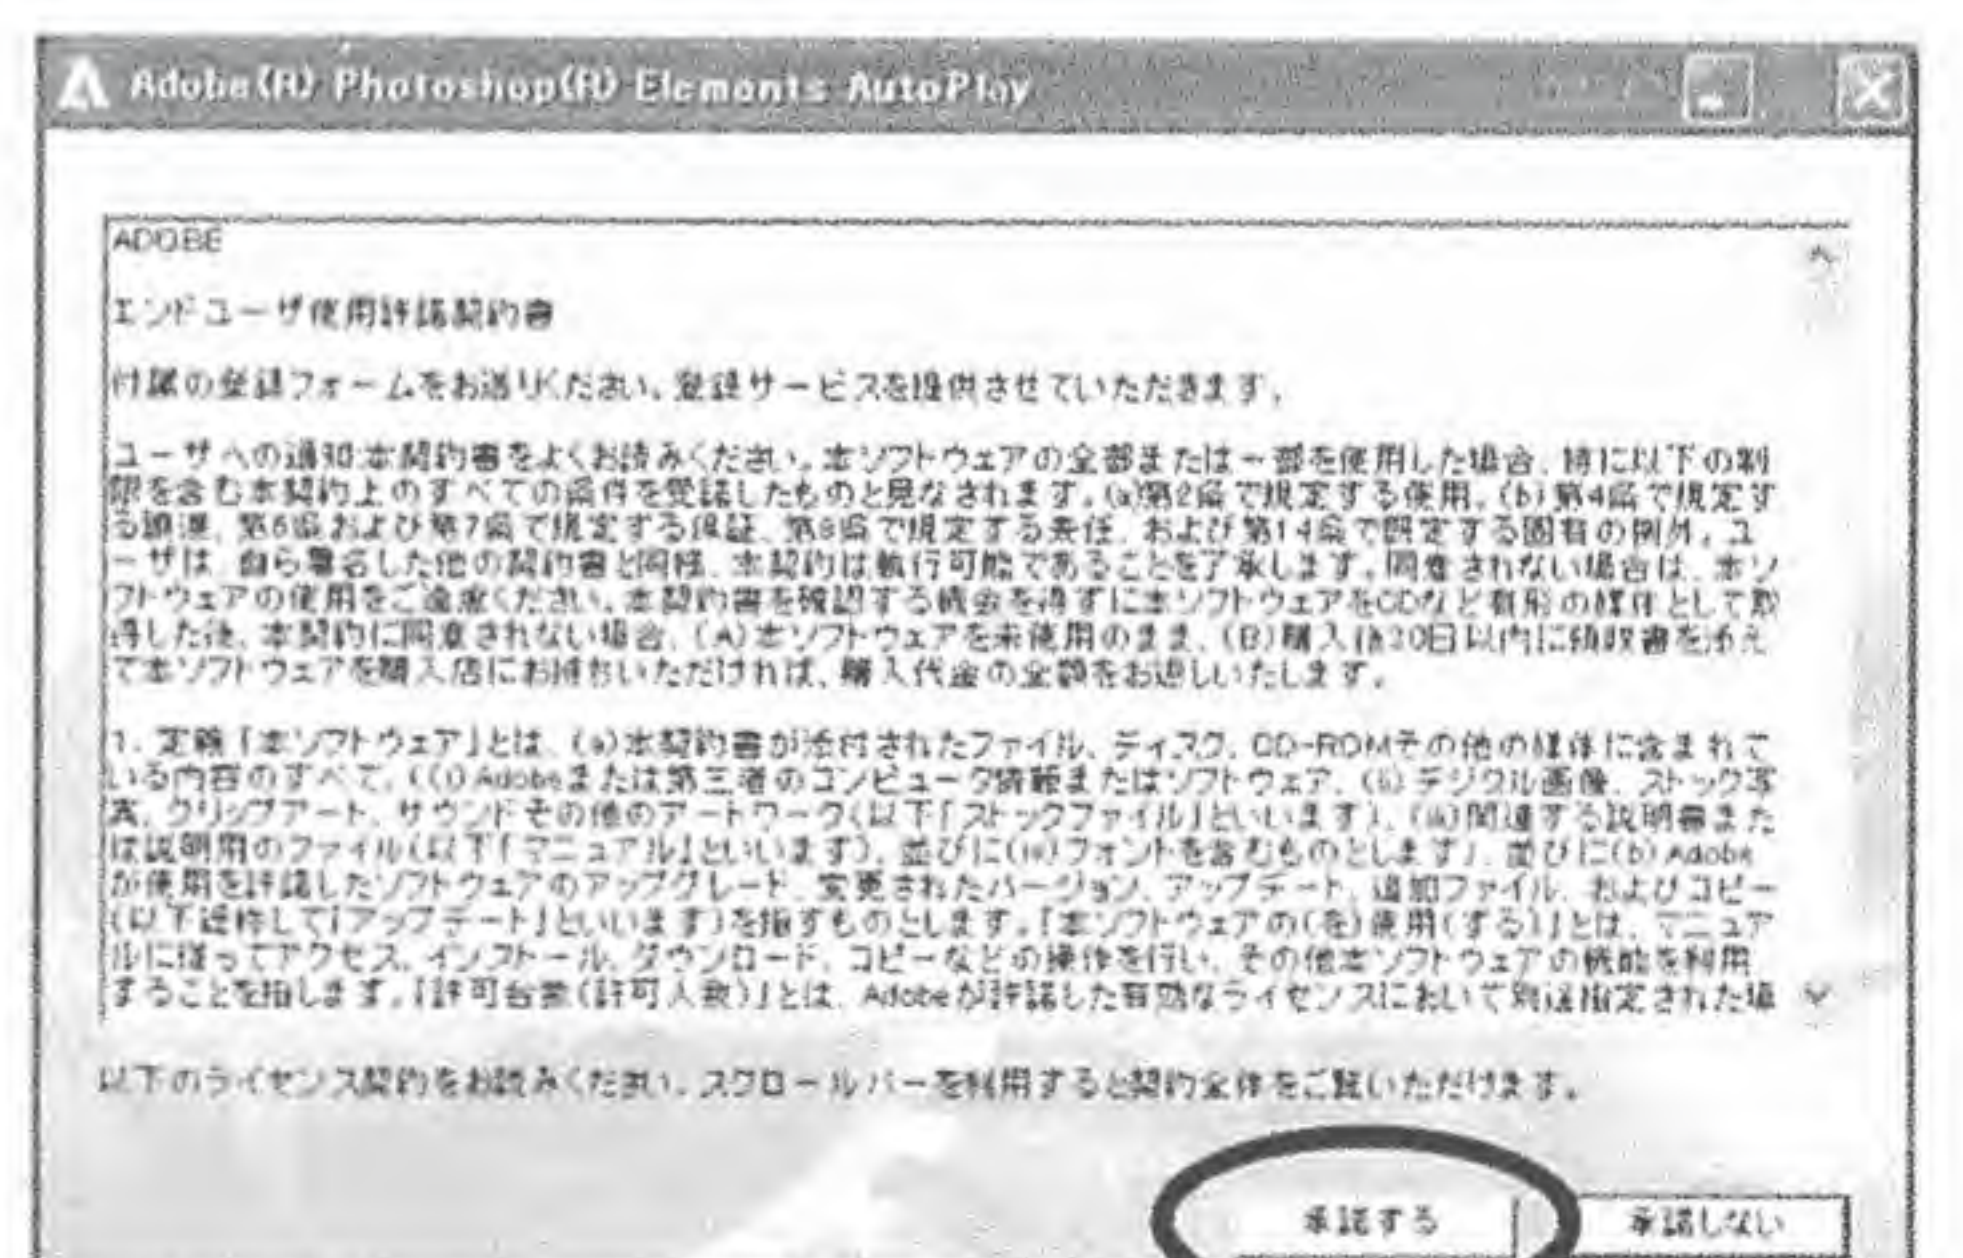 Adobe(R) Photoshop(R) Elements AutoPlay
ADOBE
エンドユーザ使用許諾契約書
付属の登録フォームをお送りください。登録サービスを提供させていただきます。
ユーザへの通知:本契約書をよくお読みください。本ソフトウェアの全部または一部を使用した場合、特に以下の制
限を含む本契約上のすべての条件を受諾したものと見なされます。(a)第2条で規定する使用、(b)第4条で規定す
る譲渡、第6条および第7条で規定する保証、第8条で規定する責任、および第14条で規定する固有の例外。ユ
ーザは、自ら署名した他の契約書と同様、本契約は執行可能であることを了承します。同意されない場合は、本ソ
フトウェアの使用をご遠慮ください。本契約書を確認する機会を得ずに本ソフトウェアをCDなど有形の媒体として取
得した後、本契約に同意されない場合、(A)本ソフトウェアを未使用のまま、(B)購入後30日以内に領収書を添え
て本ソフトウェアを購入店にお持ちいただければ、購入代金の全額をお返しいたします。
1. 定義「本ソフトウェア」とは、(a)本契約書が添付されたファイル、ディスク、CD-ROMその他の媒体に含まれて
いる内容のすべて、((i)Adobeまたは第三者のコンピュータ情報またはソフトウェア、(ii)デジタル画像、ストック写
真、クリップアート、サウンドその他のアートワーク(以下「ストックファイル」といいます)、(iii)関連する説明書また
は説明用のファイル(以下「マニュアル」といいます)、並びに(iv)フォントを含むものとします)、並びに(b)Adobe
が使用を許諾したソフトウェアのアップグレード、変更されたバージョン、アップデート、追加ファイル、およびコピー
(以下総称して「アップデート」といいます)を指すものとします。「本ソフトウェアの(を)使用(する)」とは、マニュア
ルに従ってアクセス、インストール、ダウンロード、コピーなどの操作を行い、その他本ソフトウェアの機能を利用
することを指します。「許可台数(許可人数)」とは、Adobeが許諾した有効なライセンスにおいて別途指定された場
以下のライセンス契約をお読みください。スクロールバーを利用すると契約全体をご覧いただけます。
承諾する
承諾しない